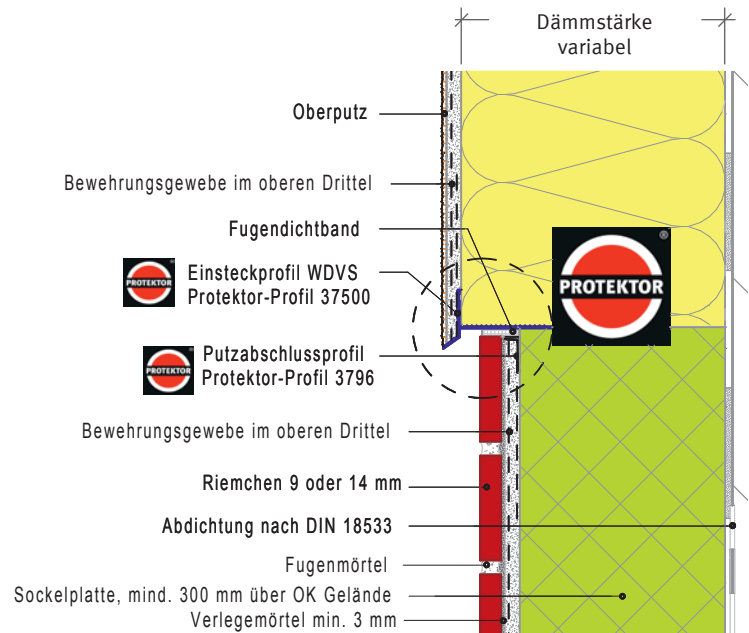 Dämmstärke
variabel
Oberputz
Bewehrungsgewebe im oberen Drittel
Fugendichtband
PROTEKTOR
®
Einsteckprofil WDVS
Protektor-Profil 37500
PROTEKTOR
®
PROTEKTOR
®
Putzabschlussprofil
Protektor-Profil 3796
Bewehrungsgewebe im oberen Drittel
Riemchen 9 oder 14 mm
Abdichtung nach DIN 18533
Fugenmörtel
Sockelplatte, mind. 300 mm über OK Gelände
Verlegemörtel min. 3 mm